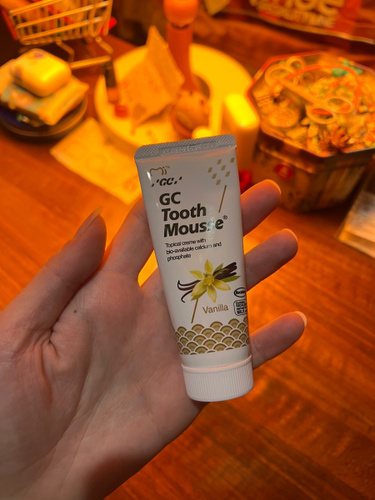 GC
GC
Tooth
Mousse®
Topical creme with
bio-available calcium and
phosphate
Vanilla